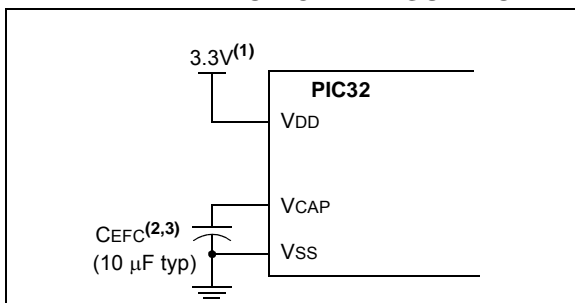 3.3V(1)
PIC32
VDD
VCAP
CEFC(2,3)
(10 μF typ)
VSS